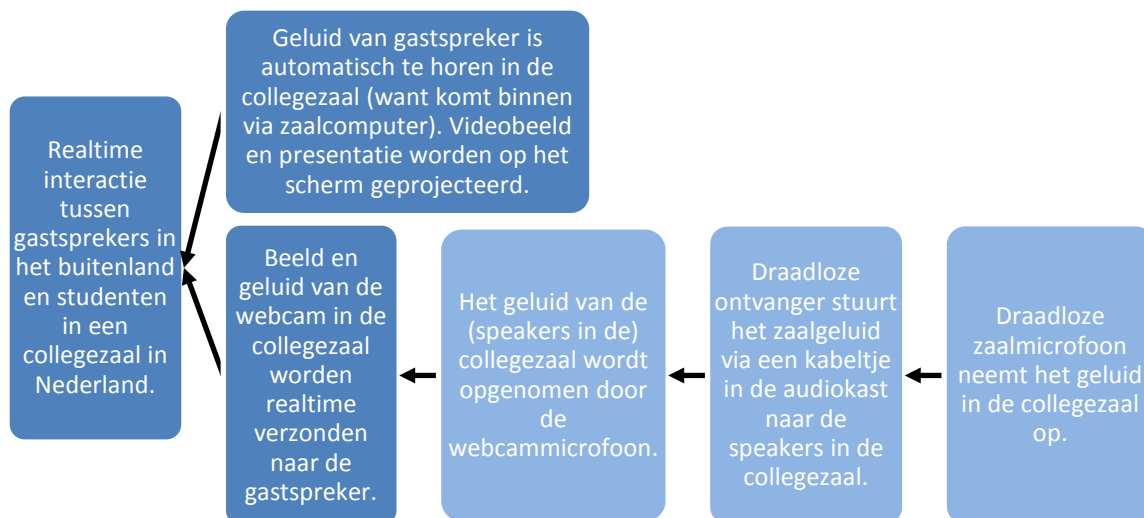 Realtime
interactie
tussen
gastsprekers in
het buitenland
en studenten
in een
collegezaal in
Nederland.
Geluid van gastspreker is
automatisch te horen in de
collegezaal (want komt binnen
via zaalcomputer). Videobeeld
en presentatie worden op het
scherm geprojecteerd.
Beeld en
geluid van de
webcam in de
collegezaal
worden
realtime
verzonden
naar de
gastspreker.
Het geluid van de
(speakers in de)
collegezaal wordt
opgenomen door
de
webcammicrofoon.
Draadloze
ontvanger stuurt
het zaalgeluid
via een kabeltje
in de audiokast
naar de
speakers in de
collegezaal.
Draadloze
zaalmicrofoon
neemt het geluid
in de collegezaal
op.